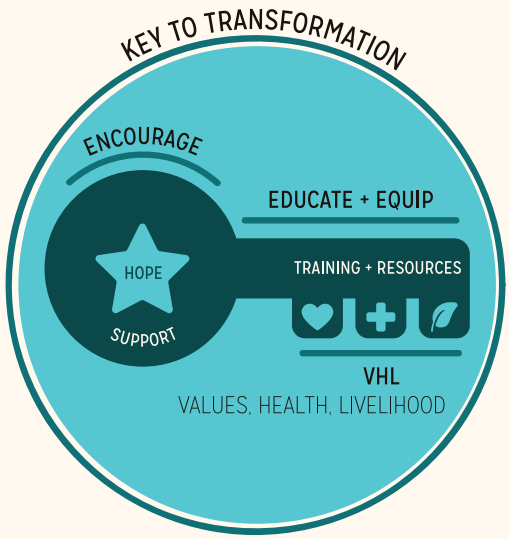 KEY TO TRANSFORMATION
ENCOURAGE
EDUCATE + EQUIP
HOPE
TRAINING + RESOURCES
SUPPORT
VHL
VALUES, HEALTH, LIVELIHOOD